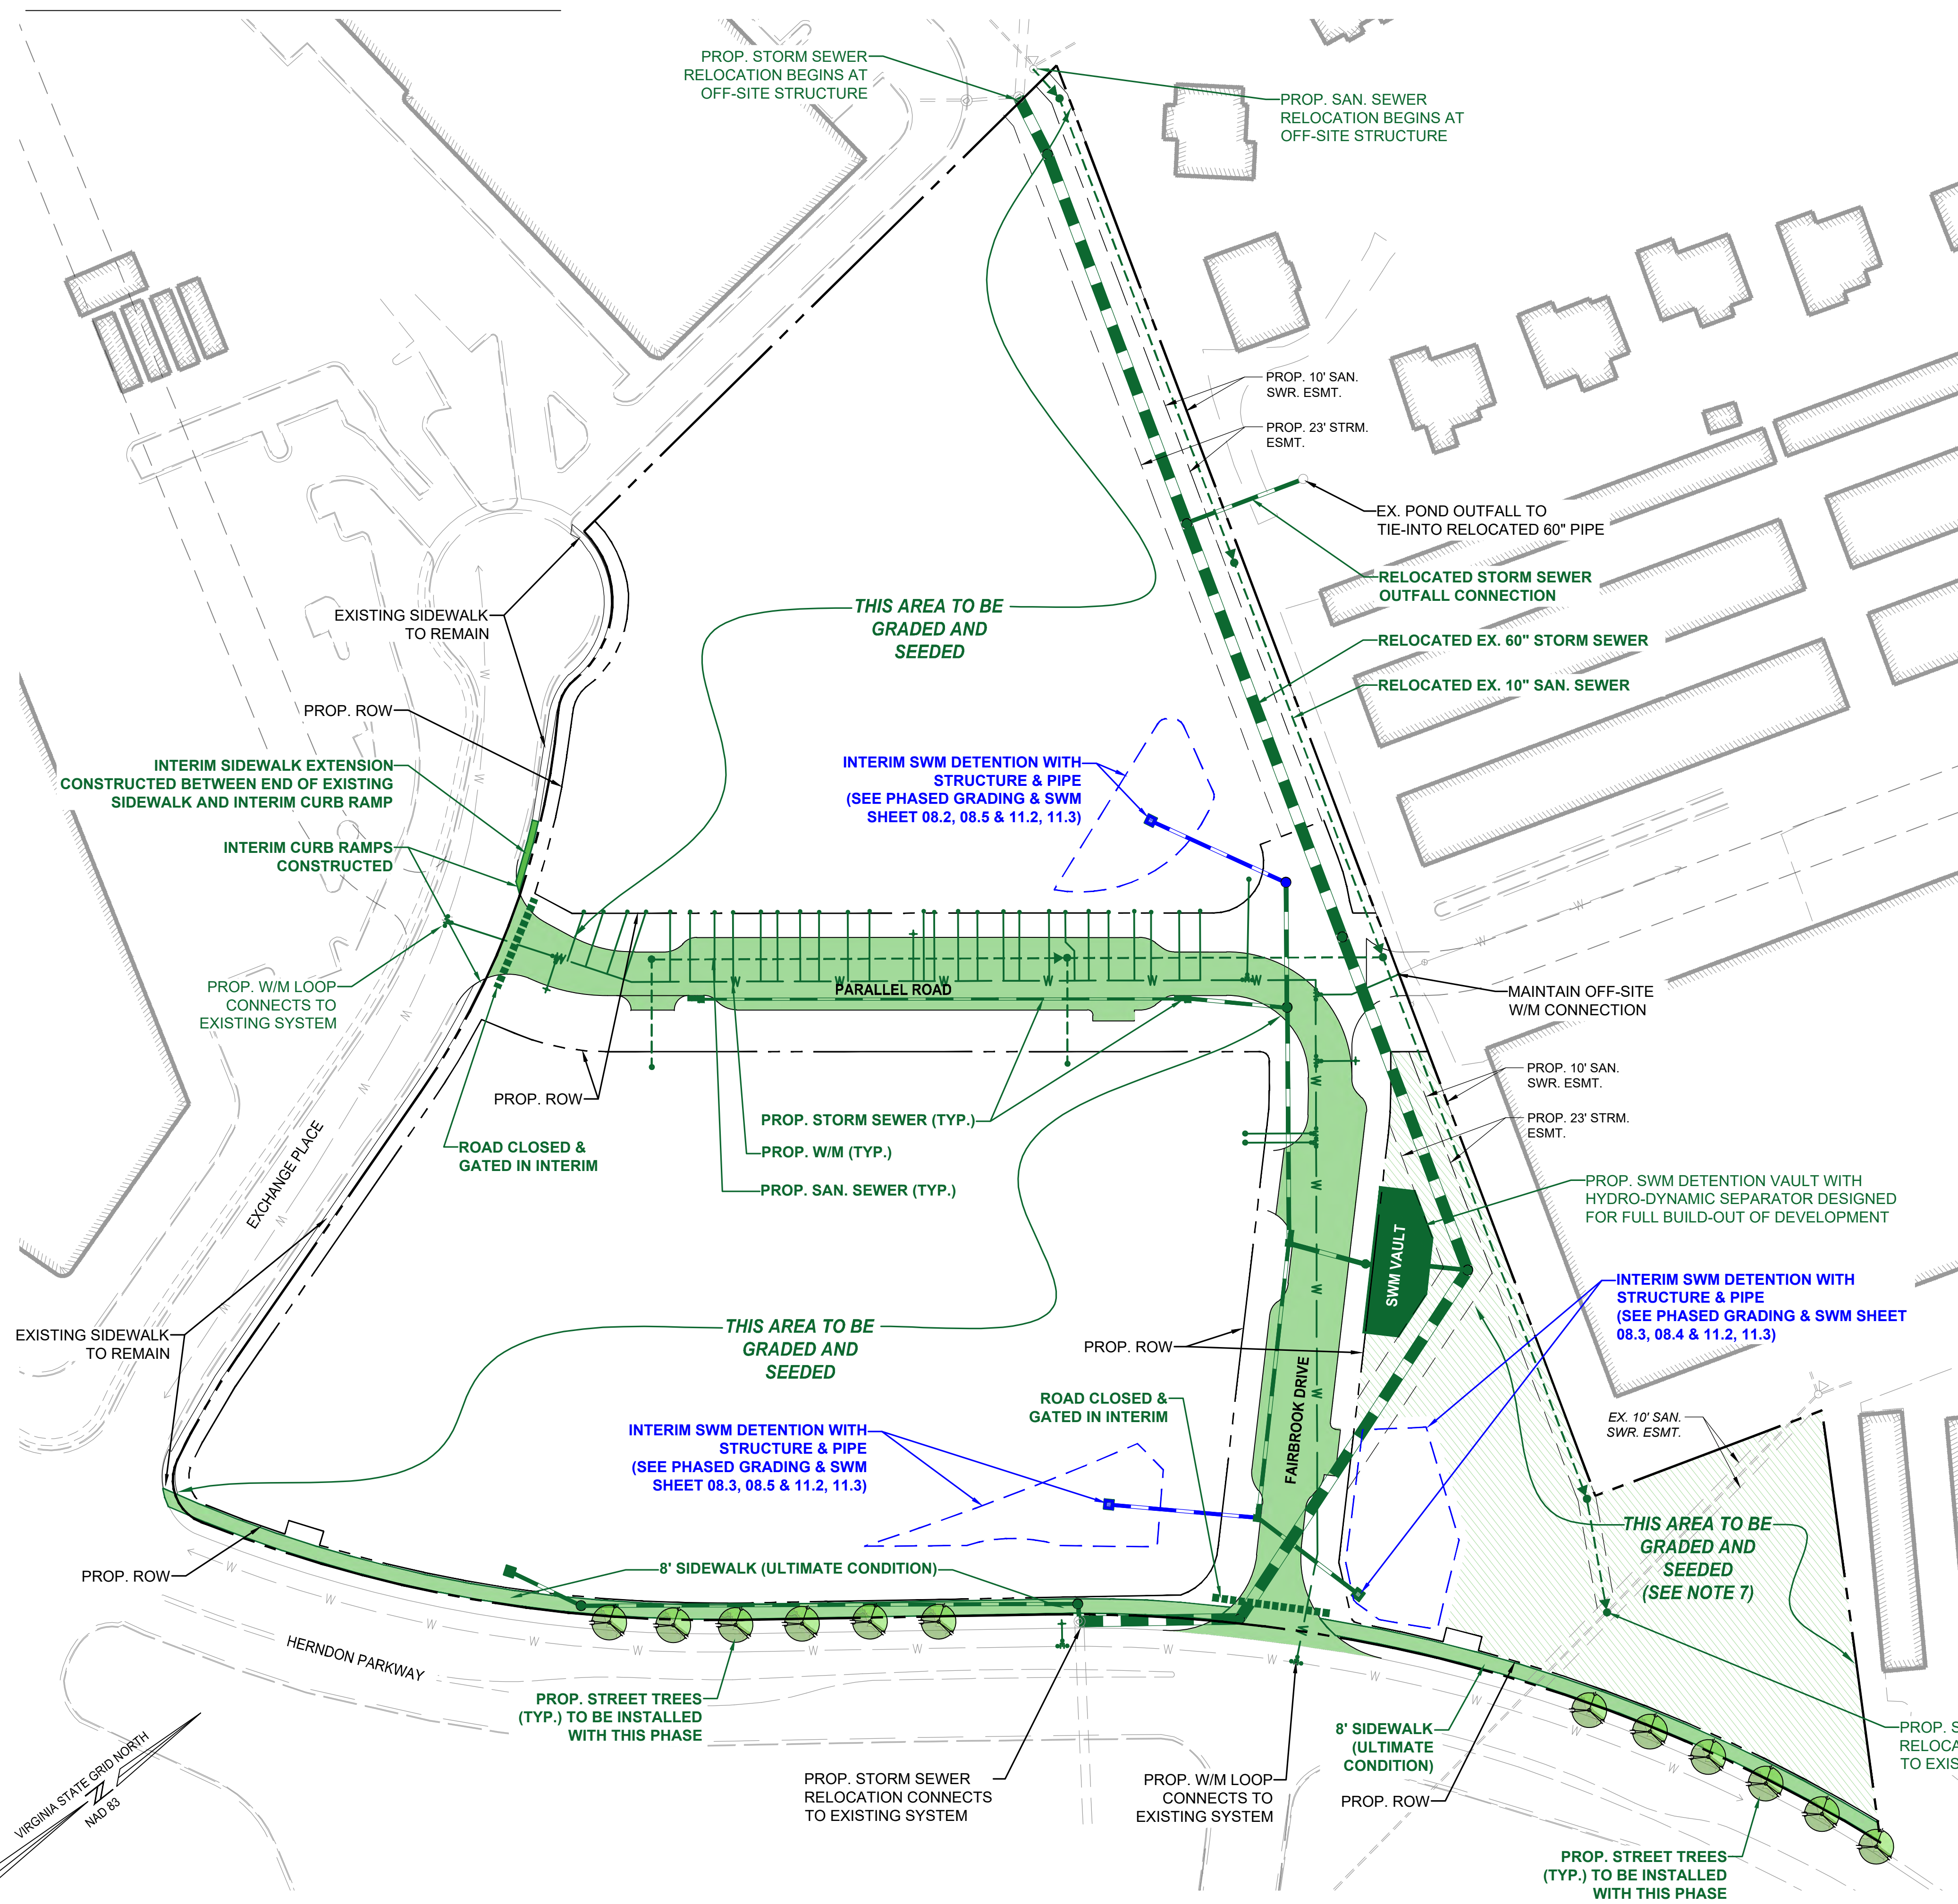 PROP. STORM SEWER
RELOCATION BEGINS AT
OFF-SITE STRUCTURE
PROP. SAN. SEWER
RELOCATION BEGINS AT
OFF-SITE STRUCTURE
PROP. 10' SAN.
SWR. ESMT.
PROP. 23' STRM.
ESMT.
EX. POND OUTFALL TO
TIE-INTO RELOCATED 60" PIPE
RELOCATED STORM SEWER
OUTFALL CONNECTION
RELOCATED EX. 60" STORM SEWER
RELOCATED EX. 10" SAN. SEWER
EXISTING SIDEWALK
TO REMAIN
THIS AREA TO BE
GRADED AND
SEEDED
PROP. ROW
INTERIM SIDEWALK EXTENSION
CONSTRUCTED BETWEEN END OF EXISTING
SIDEWALK AND INTERIM CURB RAMP
INTERIM SWM DETENTION WITH
STRUCTURE & PIPE
(SEE PHASED GRADING & SWM
SHEET 08.2, 08.5 & 11.2, 11.3)
INTERIM CURB RAMPS
CONSTRUCTED
PROP. W/M LOOP
CONNECTS TO
EXISTING SYSTEM
PARALLEL ROAD
MAINTAIN OFF-SITE
W/M CONNECTION
PROP. 10' SAN.
SWR. ESMT.
PROP. 23' STRM.
ESMT.
PROP. ROW
ROAD CLOSED &
GATED IN INTERIM
PROP. STORM SEWER (TYP.)
PROP. W/M (TYP.)
PROP. SAN. SEWER (TYP.)
EXCHANGE PLACE
PROP. SWM DETENTION VAULT WITH
HYDRO-DYNAMIC SEPARATOR DESIGNED
FOR FULL BUILD-OUT OF DEVELOPMENT
SWM VAULT
INTERIM SWM DETENTION WITH
STRUCTURE & PIPE
(SEE PHASED GRADING & SWM SHEET
08.3, 08.4 & 11.2, 11.3)
EXISTING SIDEWALK
TO REMAIN
THIS AREA TO BE
GRADED AND
SEEDED
PROP. ROW
FAIRBROOK DRIVE
ROAD CLOSED &
GATED IN INTERIM
INTERIM SWM DETENTION WITH
STRUCTURE & PIPE
(SEE PHASED GRADING & SWM
SHEET 08.3, 08.5 & 11.2, 11.3)
EX. 10' SAN.
SWR. ESMT.
THIS AREA TO BE
GRADED AND
SEEDED
(SEE NOTE 7)
PROP. ROW
8' SIDEWALK (ULTIMATE CONDITION)
HERNDON PARKWAY
PROP. STREET TREES
(TYP.) TO BE INSTALLED
WITH THIS PHASE
PROP. STORM SEWER
RELOCATION CONNECTS
TO EXISTING SYSTEM
PROP. W/M LOOP
CONNECTS TO
EXISTING SYSTEM
8' SIDEWALK
(ULTIMATE
CONDITION)
PROP. ROW
PROP. S
RELOCA
TO EXIS
PROP. STREET TREES
(TYP.) TO BE INSTALLED
WITH THIS PHASE
VIRGINIA STATE GRID NORTH
NAD 83